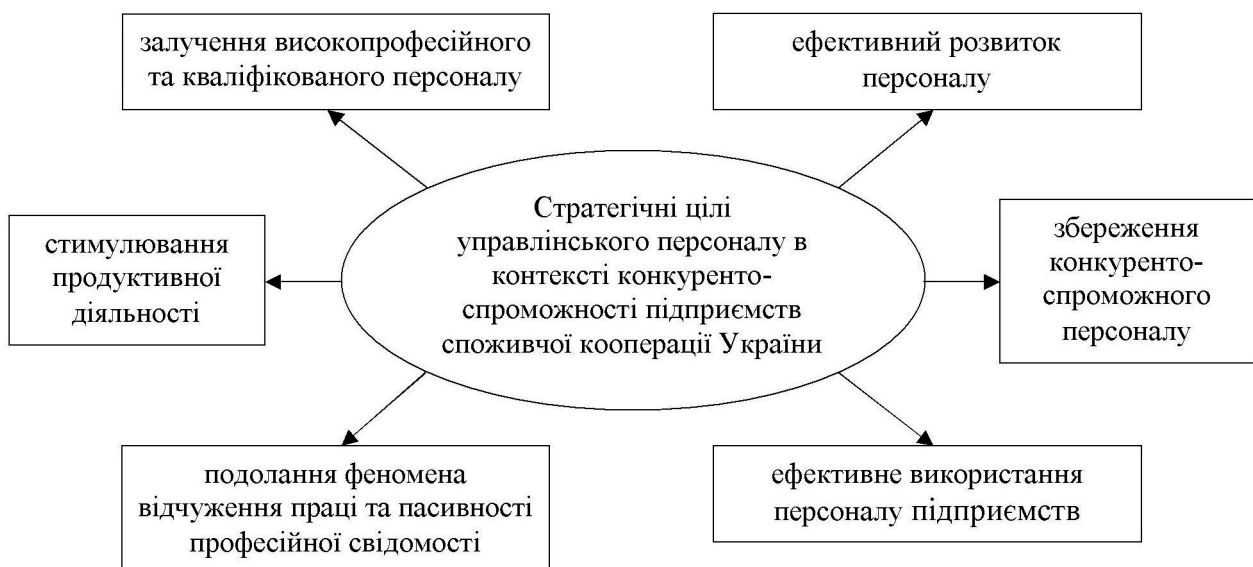 залучення високопрофесійного
та кваліфікованого персоналу
ефективний розвиток
персоналу
стимулювання
продуктивної
діяльності
Стратегічні цілі
управлінського персоналу в
контексті конкуренто-
спроможності підприємств
споживчої кооперації України
збереження
конкуренто-
спроможного
персоналу
подолання феномена
відчуження праці та пасивності
професійної свідомості
ефективне використання
персоналу підприємств